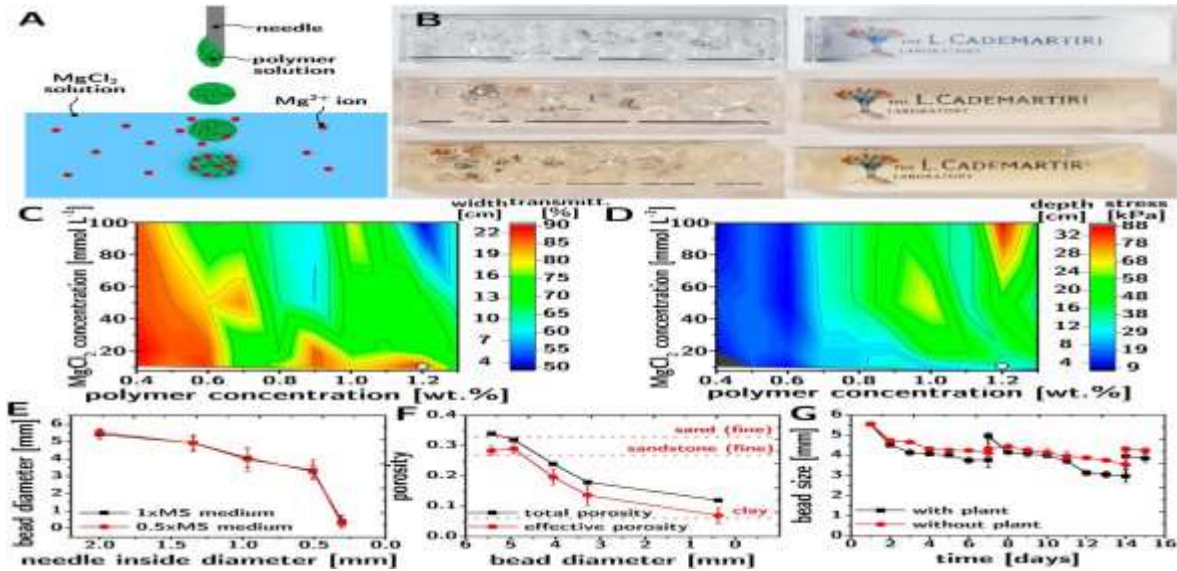 A
needle
polymer
solution
MgCl₂
solution
Mg²⁺ ion
B
THE L. CADEMARTIRI
LABORATORY
THE L. CADEMARTIRI
LABORATORY
THE L. CADEMARTIRI
LABORATORY
C
MgCl₂ concentration [mmol L⁻¹]
100
80
60
40
20
0.4 0.6 0.8 1.0 1.2
polymer concentration [wt.%]
width transmitt.
[cm] [%]
22 90
19 85
80
16 75
70
13 65
10 60
7 55
4 50
D
MgCl₂ concentration [mmol L⁻¹]
100
80
60
40
20
0.4 0.6 0.8 1.0 1.2
polymer concentration [wt.%]
depth stress
[cm] [kPa]
32 88
28 78
24 68
20 58
16 48
12 38
8 29
4 19
9
E
bead diameter [mm]
6
5
4
3
2
1
0
1xMS medium
0.5xMS medium
2.0 1.5 1.0 0.5 0.0
needle inside diameter [mm]
F
porosity
0.4
0.3
0.2
0.1
0.0
sand (fine)
sandstone (fine)
clay
total porosity
effective porosity
6 5 4 3 2 1 0
bead diameter [mm]
G
bead size [mm]
6
5
4
3
2
1
0
with plant
without plant
0 2 4 6 8 10 12 14 16
time [days]